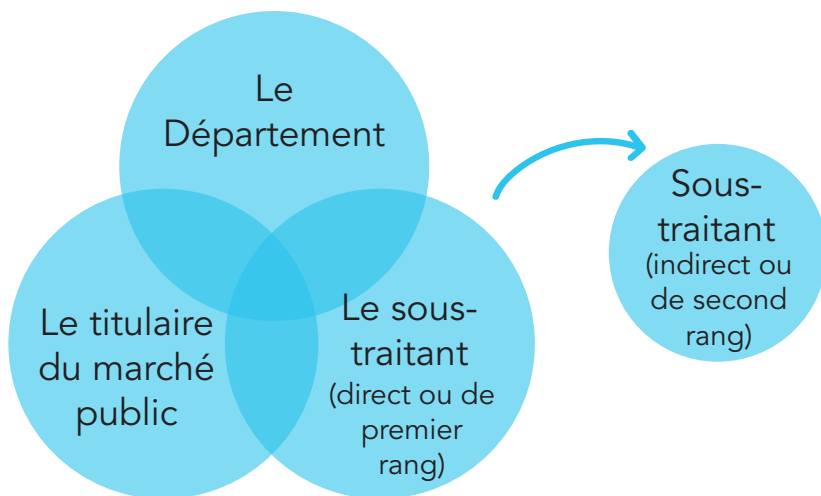 Le
Département
Le titulaire
du marché
public
Le sous-
traitant
(direct ou de
premier
rang)
Sous-
traitant
(indirect ou
de second
rang)